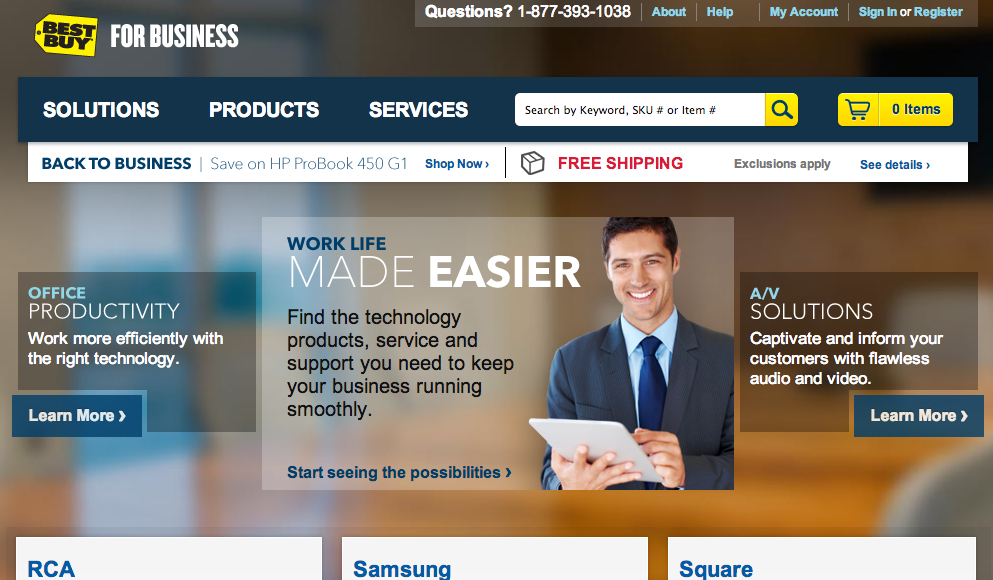 Questions? 1-877-393-1038 About Help My Account Sign In or Register
BEST BUY FOR BUSINESS
SOLUTIONS PRODUCTS SERVICES Search by Keyword, SKU # or Item # 0 Items
BACK TO BUSINESS | Save on HP ProBook 450 G1 Shop Now › FREE SHIPPING Exclusions apply See details ›
OFFICE
PRODUCTIVITY
Work more efficiently with
the right technology.
Learn More ›
WORK LIFE
MADE EASIER
Find the technology
products, service and
support you need to keep
your business running
smoothly.
Start seeing the possibilities ›
A/V
SOLUTIONS
Captivate and inform your
customers with flawless
audio and video.
Learn More ›
RCA Samsung Square